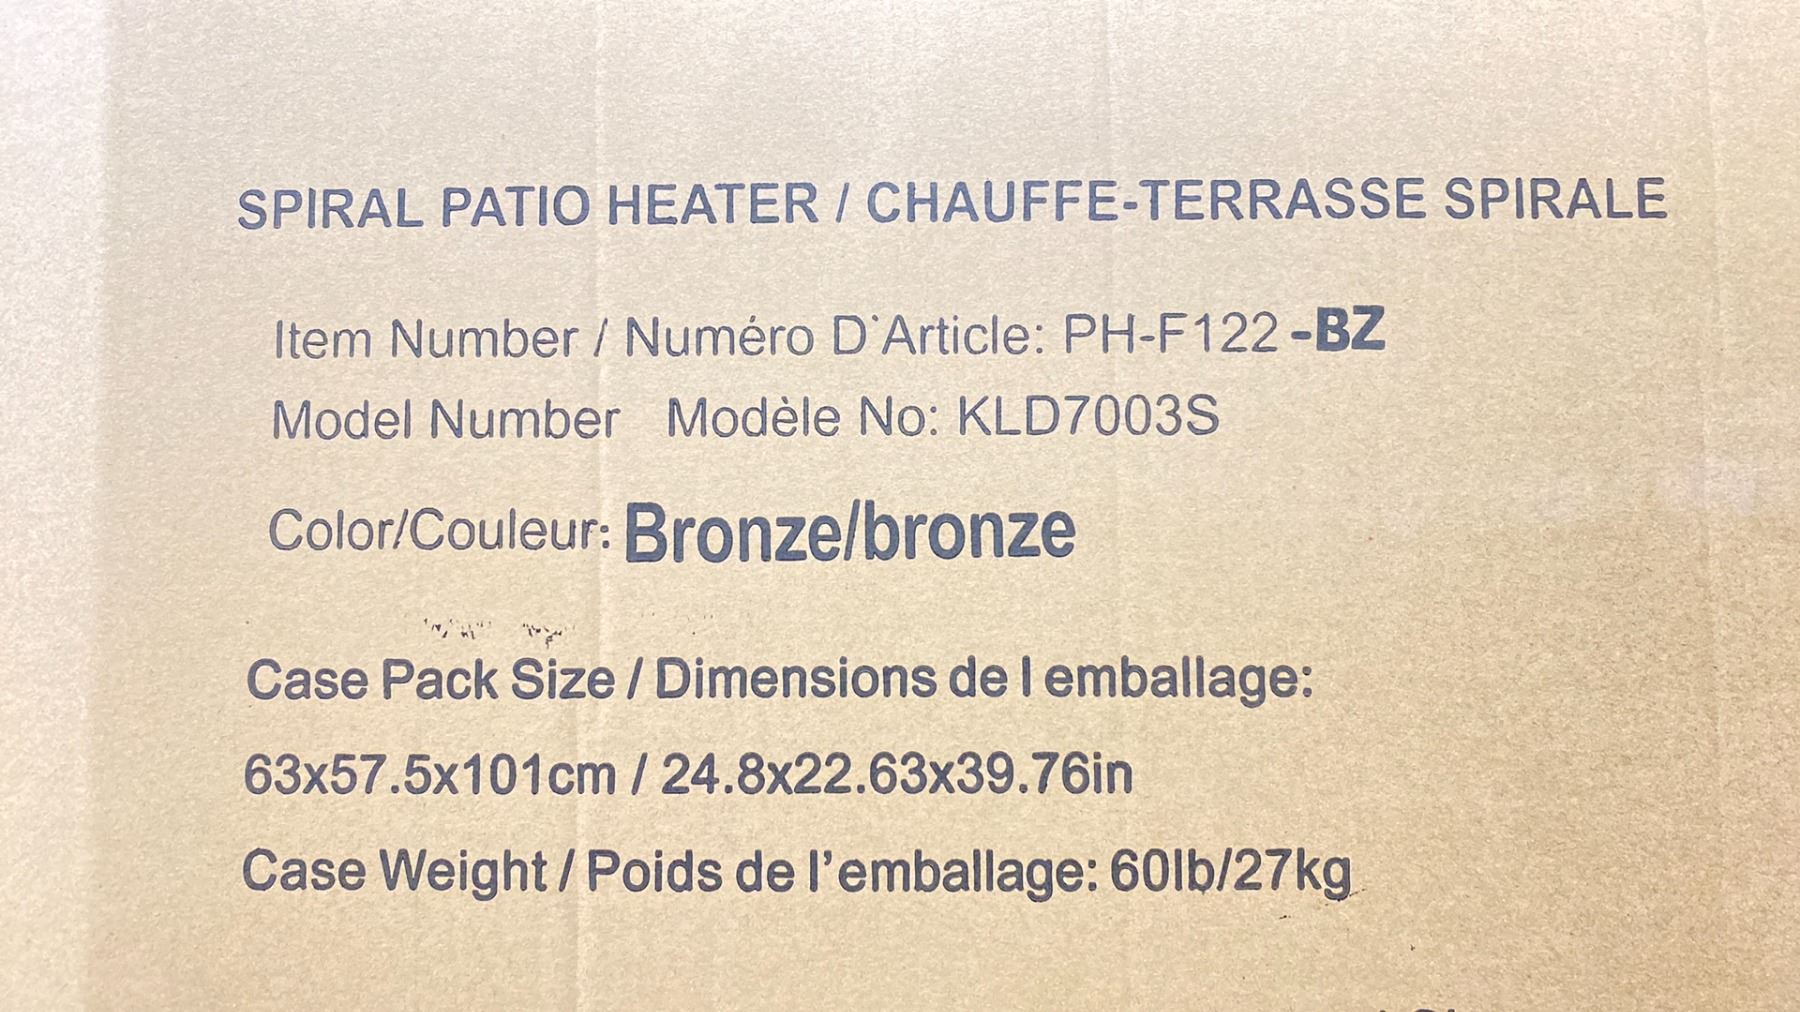 SPIRAL PATIO HEATER / CHAUFFE-TERRASSE SPIRALE
Item Number / Numéro D'Article: PH-F122-BZ
Model Number Modèle No: KLD7003S
Color/Couleur: Bronze/bronze
Case Pack Size / Dimensions de l emballage:
63x57.5x101cm / 24.8x22.63x39.76in
Case Weight / Poids de l'emballage: 60lb/27kg